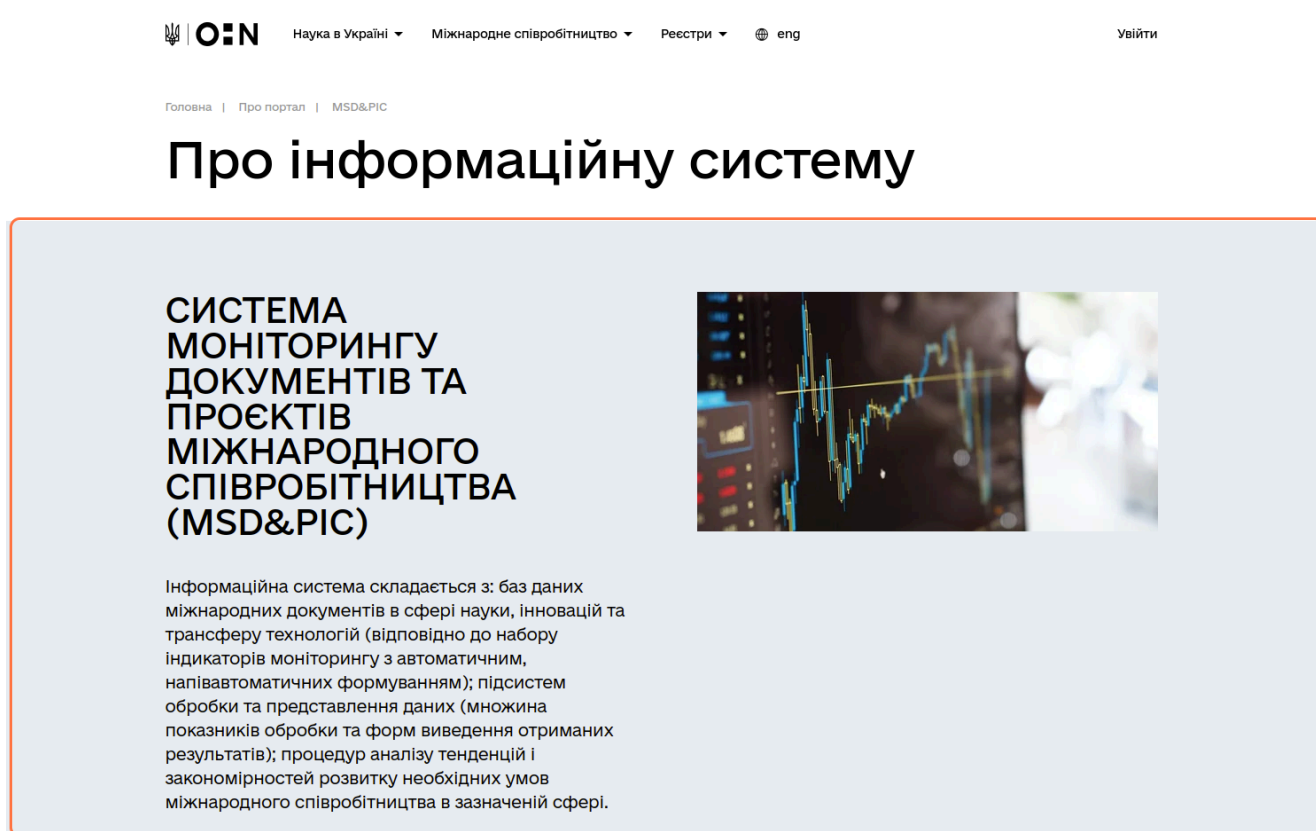 O:N
Наука в Україні
Міжнародне співробітництво
Реєстри
eng
Увійти
Головна | Про портал | MSD&PIC
Про інформаційну систему
СИСТЕМА
МОНІТОРИНГУ
ДОКУМЕНТІВ ТА
ПРОЄКТІВ
МІЖНАРОДНОГО
СПІВРОБІТНИЦТВА
(MSD&PIC)
Інформаційна система складається з: баз даних
міжнародних документів в сфері науки, інновацій та
трансферу технологій (відповідно до набору
індикаторів моніторингу з автоматичним,
напівавтоматичних формуванням); підсистем
обробки та представлення даних (множина
показників обробки та форм виведення отриманих
результатів); процедур аналізу тенденцій і
закономірностей розвитку необхідних умов
міжнародного співробітництва в зазначеній сфері.